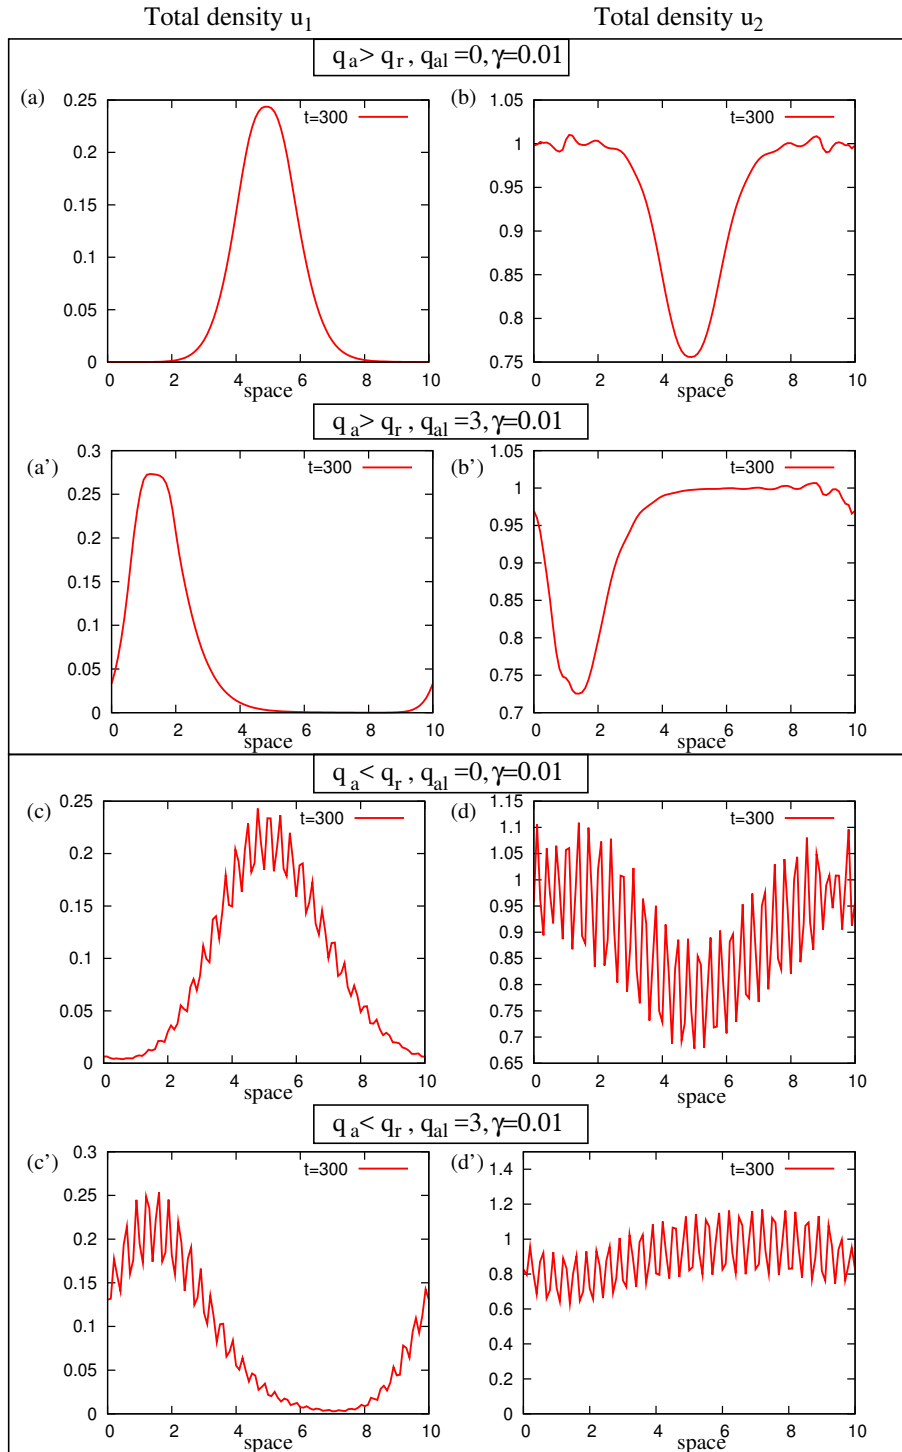 Total density u1 Total density u2
qa > qr , qal =0, γ=0.01
(a) (b)
t=300 t=300
0.25 0.2 0.15 0.1 0.05 0
1.05 1 0.95 0.9 0.85 0.8 0.75
0 2 4 6 8 10 0 2 4 6 8 10
space space
qa > qr , qal =3, γ=0.01
(a') (b')
t=300 t=300
0.3 0.25 0.2 0.15 0.1 0.05 0
1.05 1 0.95 0.9 0.85 0.8 0.75 0.7
0 2 4 6 8 10 0 2 4 6 8 10
space space
qa < qr , qal =0, γ=0.01
(c) (d)
t=300 t=300
0.25 0.2 0.15 0.1 0.05 0
1.15 1.1 1.05 1 0.95 0.9 0.85 0.8 0.75 0.7 0.65
0 2 4 6 8 10 0 2 4 6 8 10
space space
qa < qr , qal =3, γ=0.01
(c') (d')
t=300 t=300
0.3 0.25 0.2 0.15 0.1 0.05 0
1.4 1.2 1 0.8 0.6 0.4 0.2 0
0 2 4 6 8 10 0 2 4 6 8 10
space space